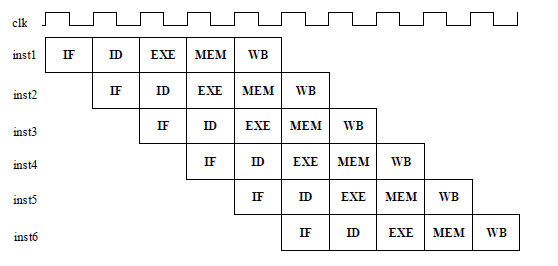 clk
inst1 IF ID EXE MEM WB
inst2 IF ID EXE MEM WB
inst3 IF ID EXE MEM WB
inst4 IF ID EXE MEM WB
inst5 IF ID EXE MEM WB
inst6 IF ID EXE MEM WB